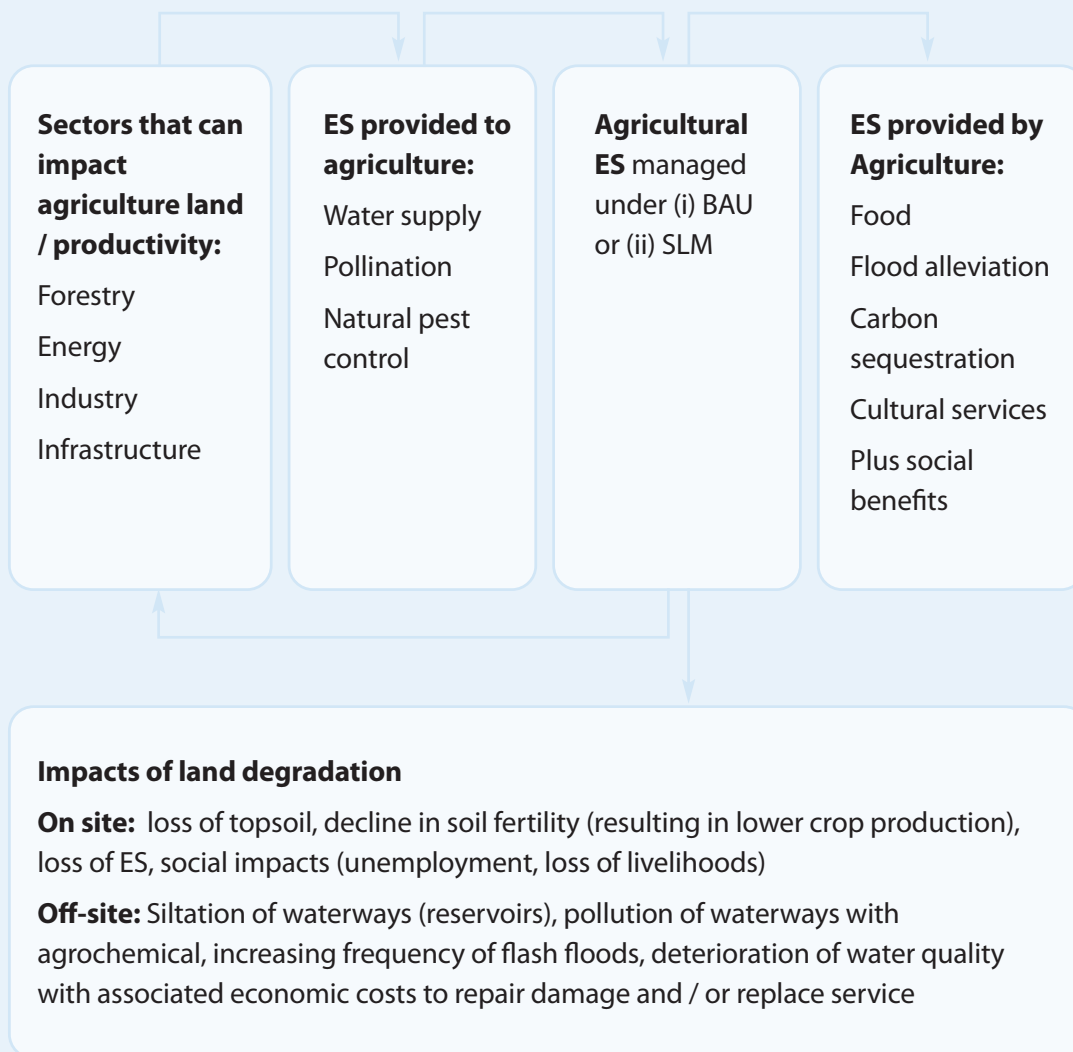 Sectors that can
impact
agriculture land
/ productivity:
Forestry
Energy
Industry
Infrastructure
ES provided to
agriculture:
Water supply
Pollination
Natural pest
control
Agricultural
ES managed
under (i) BAU
or (ii) SLM
ES provided by
Agriculture:
Food
Flood alleviation
Carbon
sequestration
Cultural services
Plus social
benefits
Impacts of land degradation
On site: loss of topsoil, decline in soil fertility (resulting in lower crop production),
loss of ES, social impacts (unemployment, loss of livelihoods)
Off-site: Siltation of waterways (reservoirs), pollution of waterways with
agrochemical, increasing frequency of flash floods, deterioration of water quality
with associated economic costs to repair damage and / or replace service